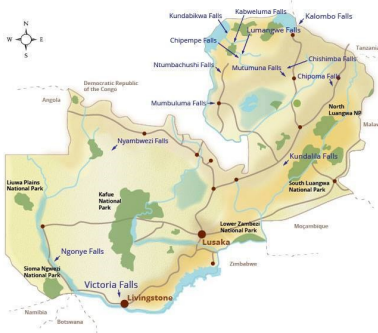 Kabweluma Falls
Kundabikwa Falls
Kalombo Falls
Lumangwe Falls
Chipempe Falls
N
W
E
S
Tanzania
Chishimba Falls
Ntumbachushi Falls
Mutumuna Falls
Chipoma Falls
Democratic Republic
of the Congo
Angola
Mumbuluma Falls
North
Luangwa NP
Mala
Nyambwezi Falls
Kundalila Falls
Liuwa Plains
National Park
South Luangwa
National Park
Kafue
National
Park
Lower Zambezi
National Park
Moçambique
Lusaka
Ngonye Falls
Zimbabwe
Sioma Ngwezi
National Park
Victoria Falls
Livingstone
Namibia
Botswana